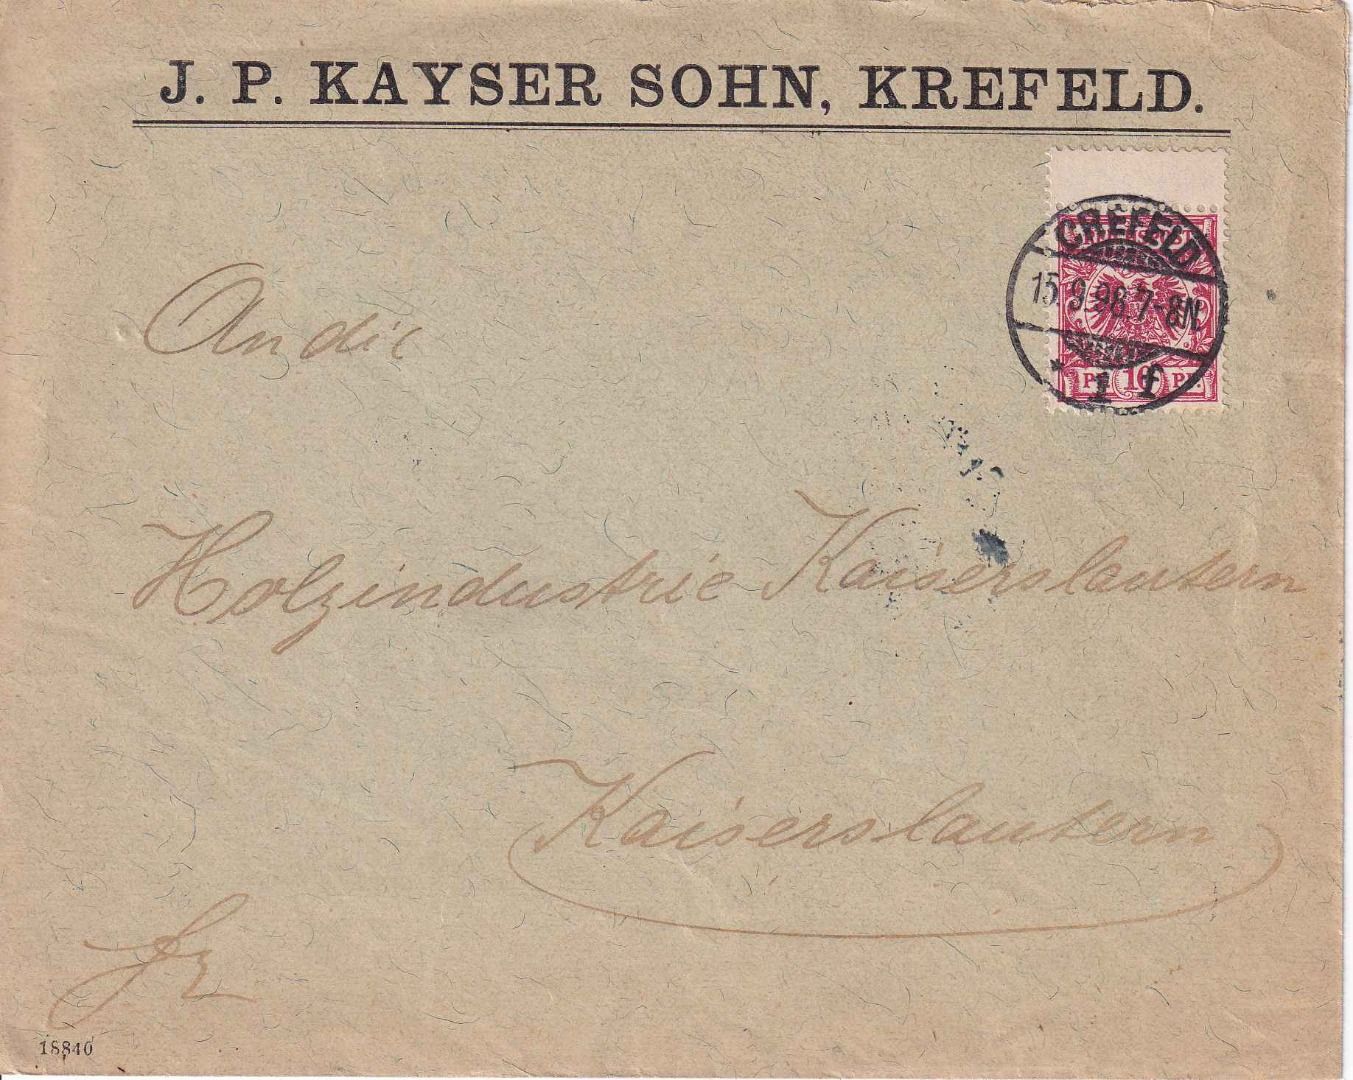 J. P. KAYSER SOHN, KREFELD.
CREFELD
15.9.98.7-8N.
* 1 f
PF. 10 PF.
An die
Holzindustrie Kaiserslautern
Kaiserslautern
fr
18840